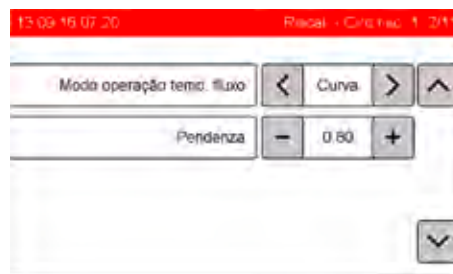 13:09 16.07.20
Modo operação temp. fluxo < Curva >
Pendenza − 0.80 +